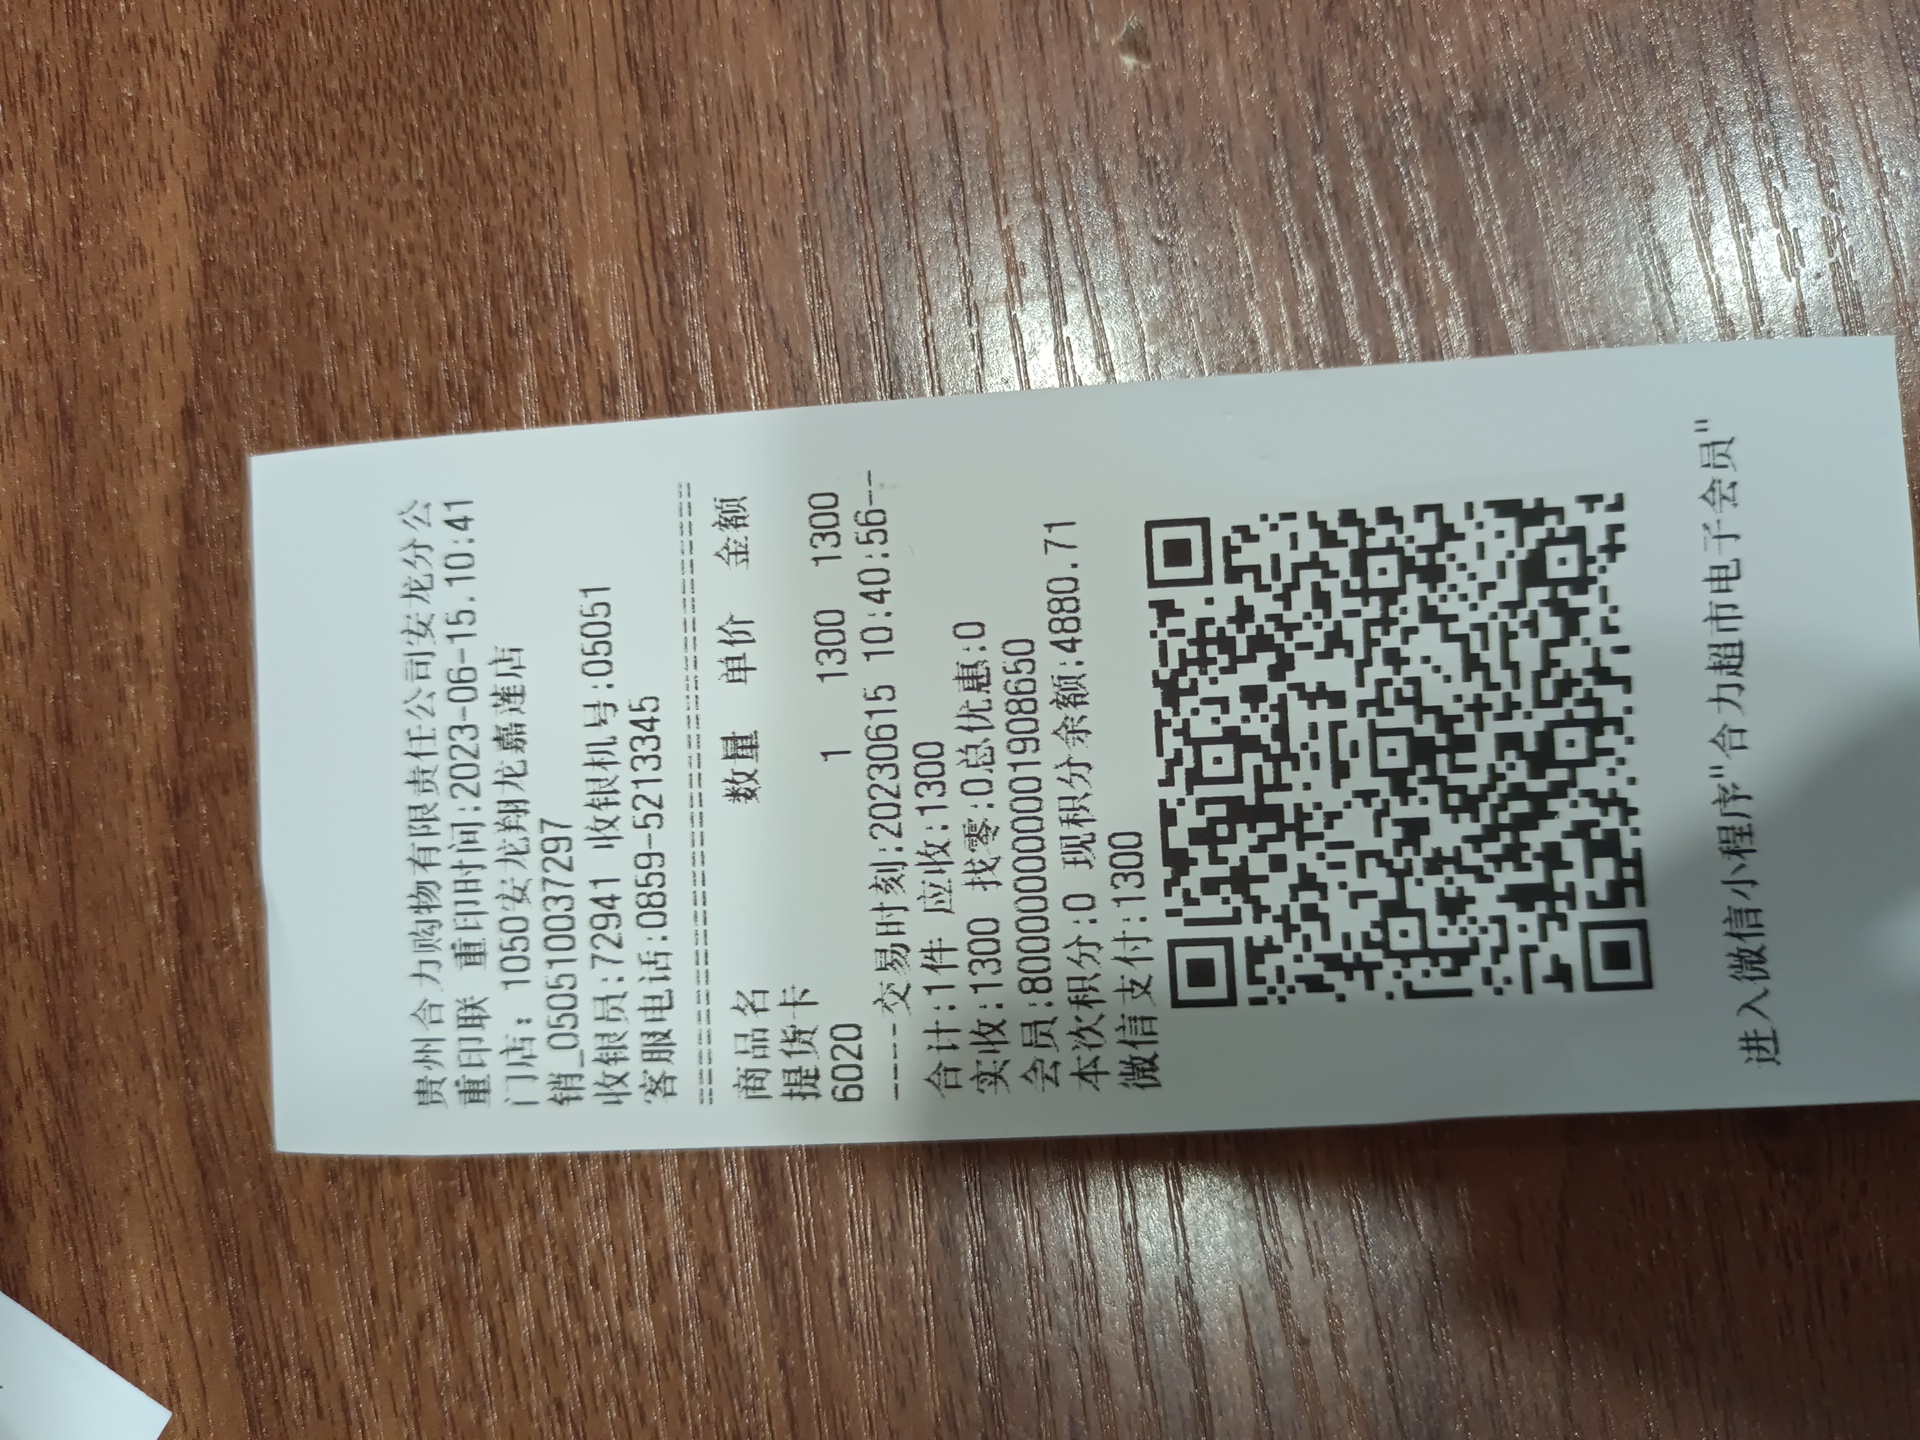 贵州合力购物有限责任公司安龙分公
重印联 重印时间:2023-06-15.10:41
门店: 1050安龙翔龙嘉莲店
销_050510037297
收银员:72941 收银机号:05051
客服电话:0859-5213345
商品名 数量 单价 金额
提货卡
6020 1 1300 1300
----交易时刻:20230615 10:40:56--
合计:1件 应收:1300
实收:1300 找零:0总优惠:0
会员:8000000000001908650
本次积分:0 现积分余额:4880.71
微信支付:1300
进入微信小程序"合力超市电子会员"